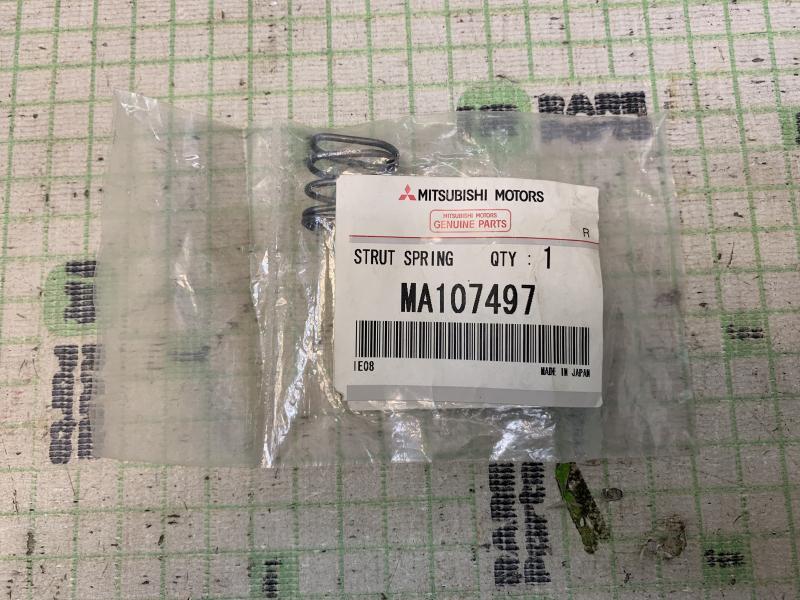 MITSUBISHI MOTORS
MITSUBISHI MOTORS
GENUINE PARTS
R
STRUT SPRING QTY : 1
MA107497
IE08 MADE IN JAPAN